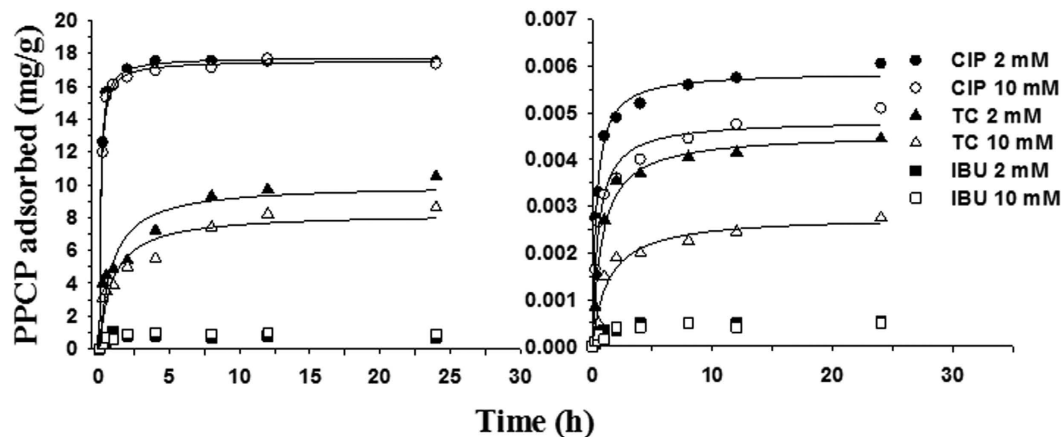 PPCP adsorbed (mg/g)
20
18
16
14
12
10
8
6
4
2
0
0 5 10 15 20 25 30
0.007
0.006
0.005
0.004
0.003
0.002
0.001
0.000
0 10 20 30
CIP 2 mM
CIP 10 mM
TC 2 mM
TC 10 mM
IBU 2 mM
IBU 10 mM
Time (h)